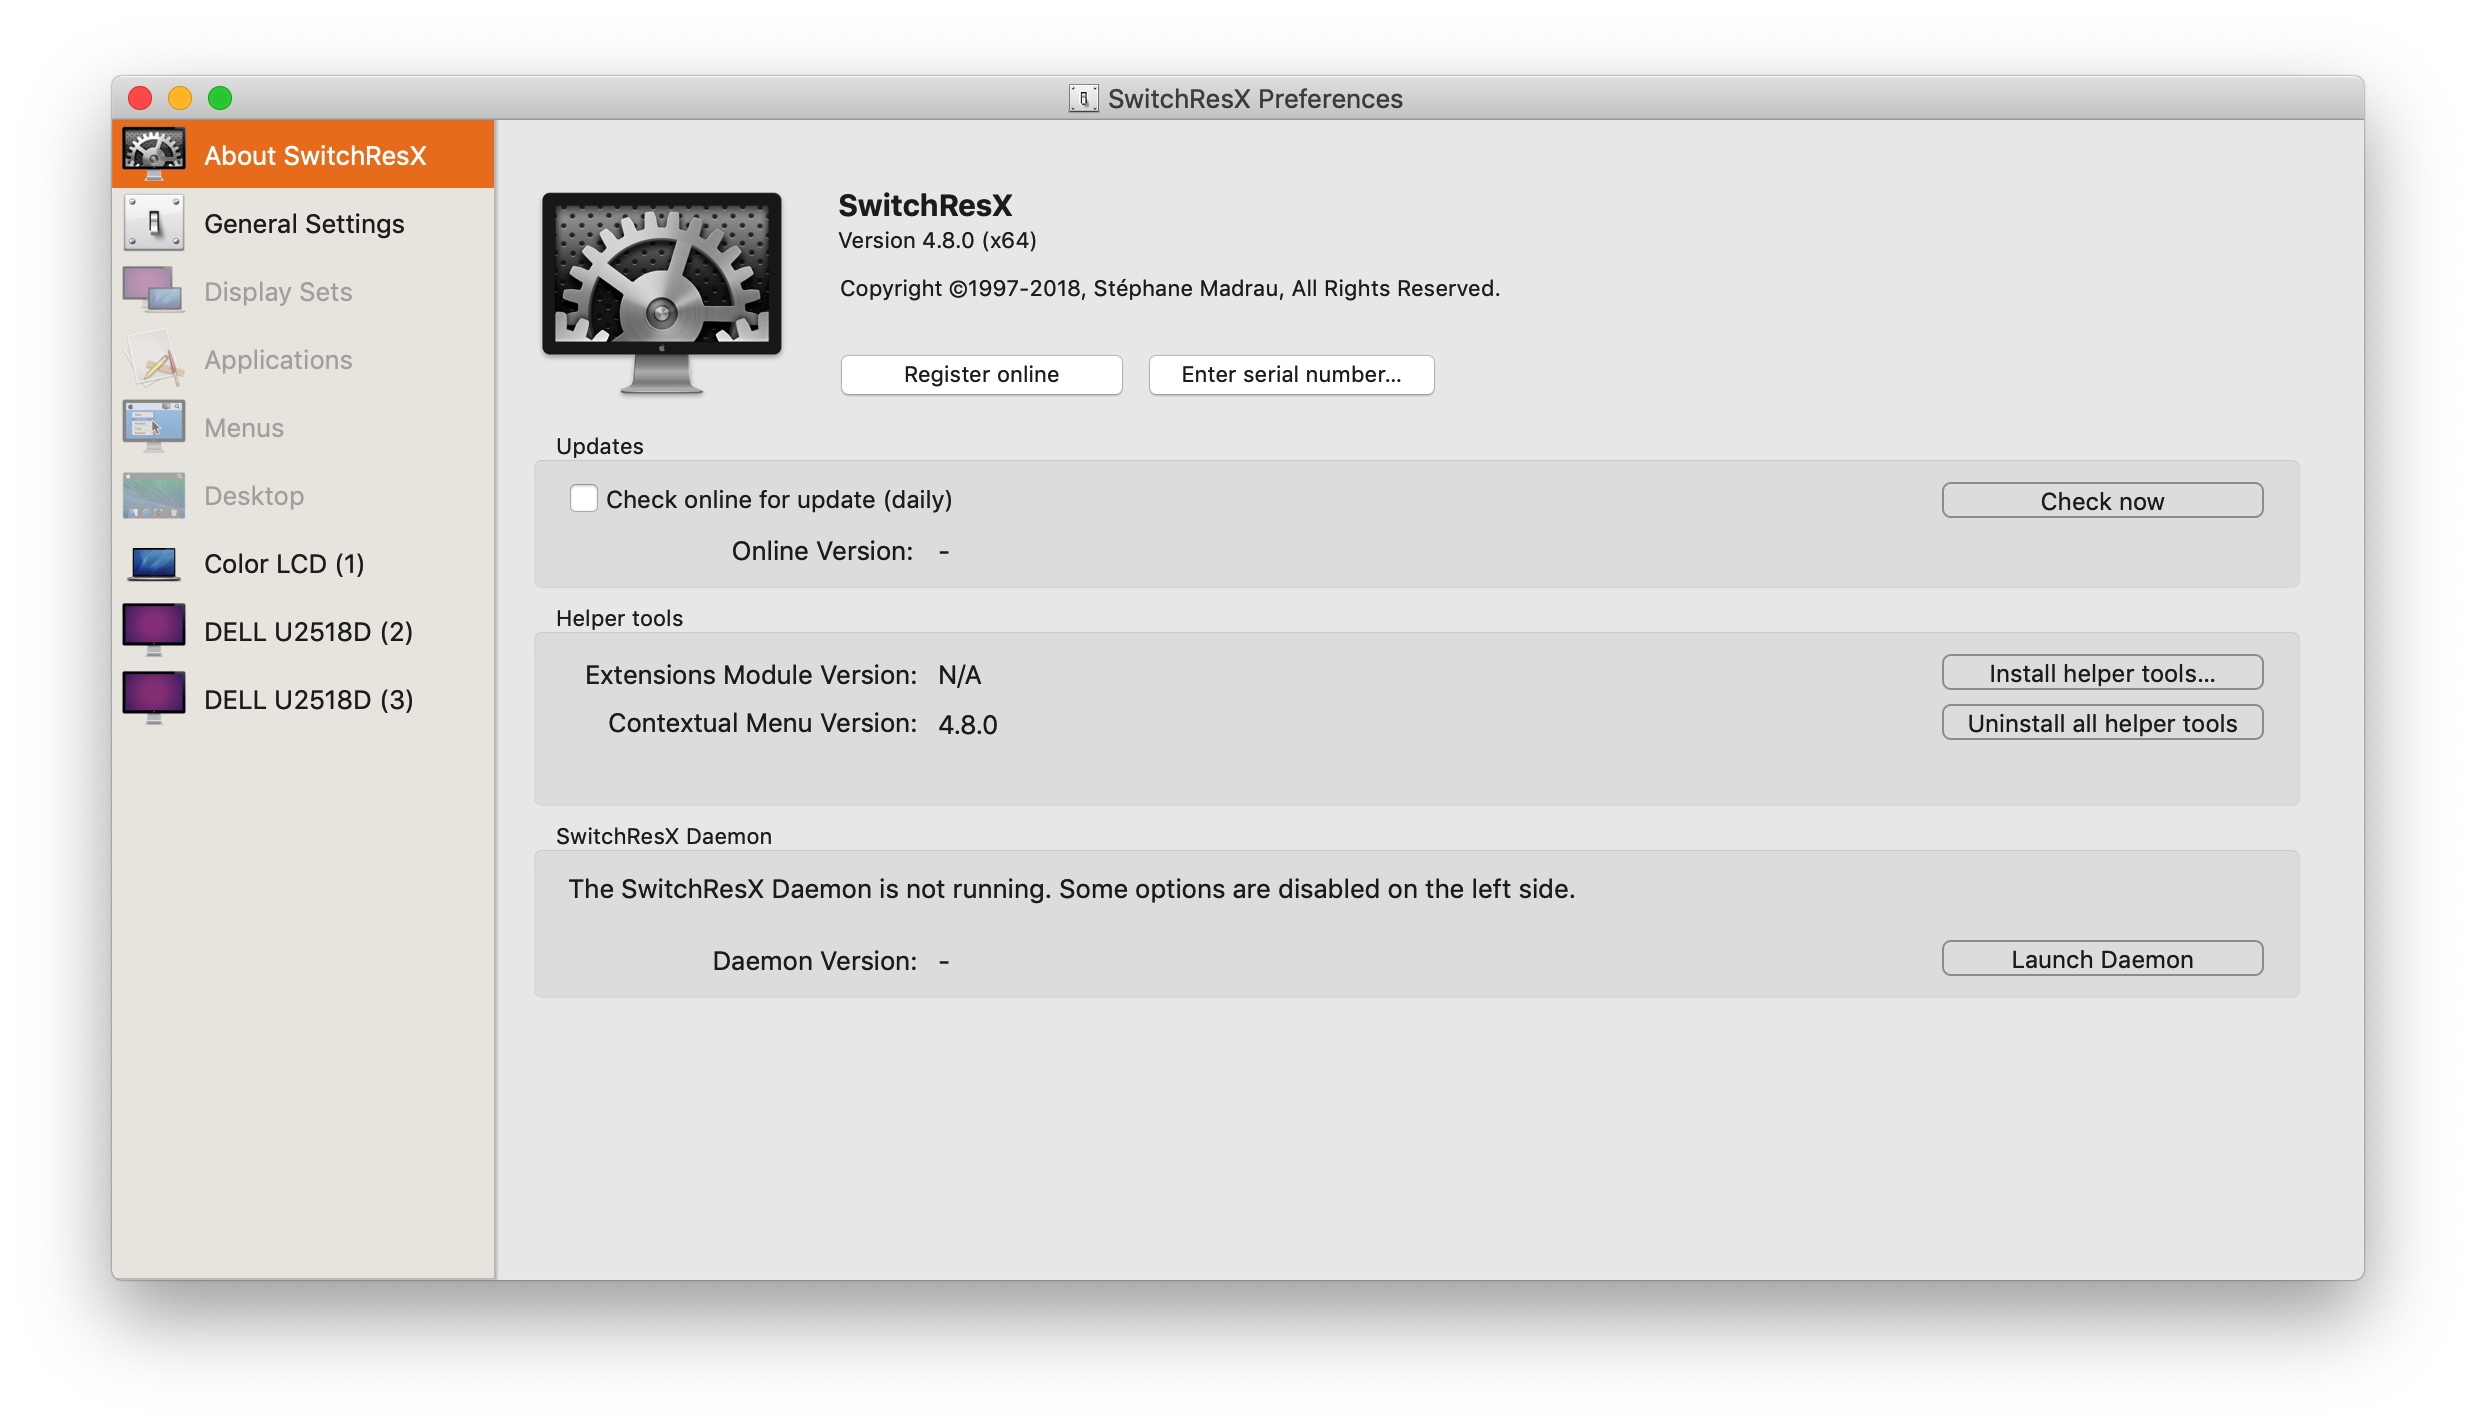 SwitchResX Preferences
About SwitchResX
General Settings
Display Sets
Applications
Menus
Desktop
Color LCD (1)
DELL U2518D (2)
DELL U2518D (3)
SwitchResX
Version 4.8.0 (x64)
Copyright ©1997-2018, Stéphane Madrau, All Rights Reserved.
Register online
Enter serial number...
Updates
Check online for update (daily)
Check now
Online Version: -
Helper tools
Extensions Module Version: N/A
Install helper tools...
Contextual Menu Version: 4.8.0
Uninstall all helper tools
SwitchResX Daemon
The SwitchResX Daemon is not running. Some options are disabled on the left side.
Daemon Version: -
Launch Daemon